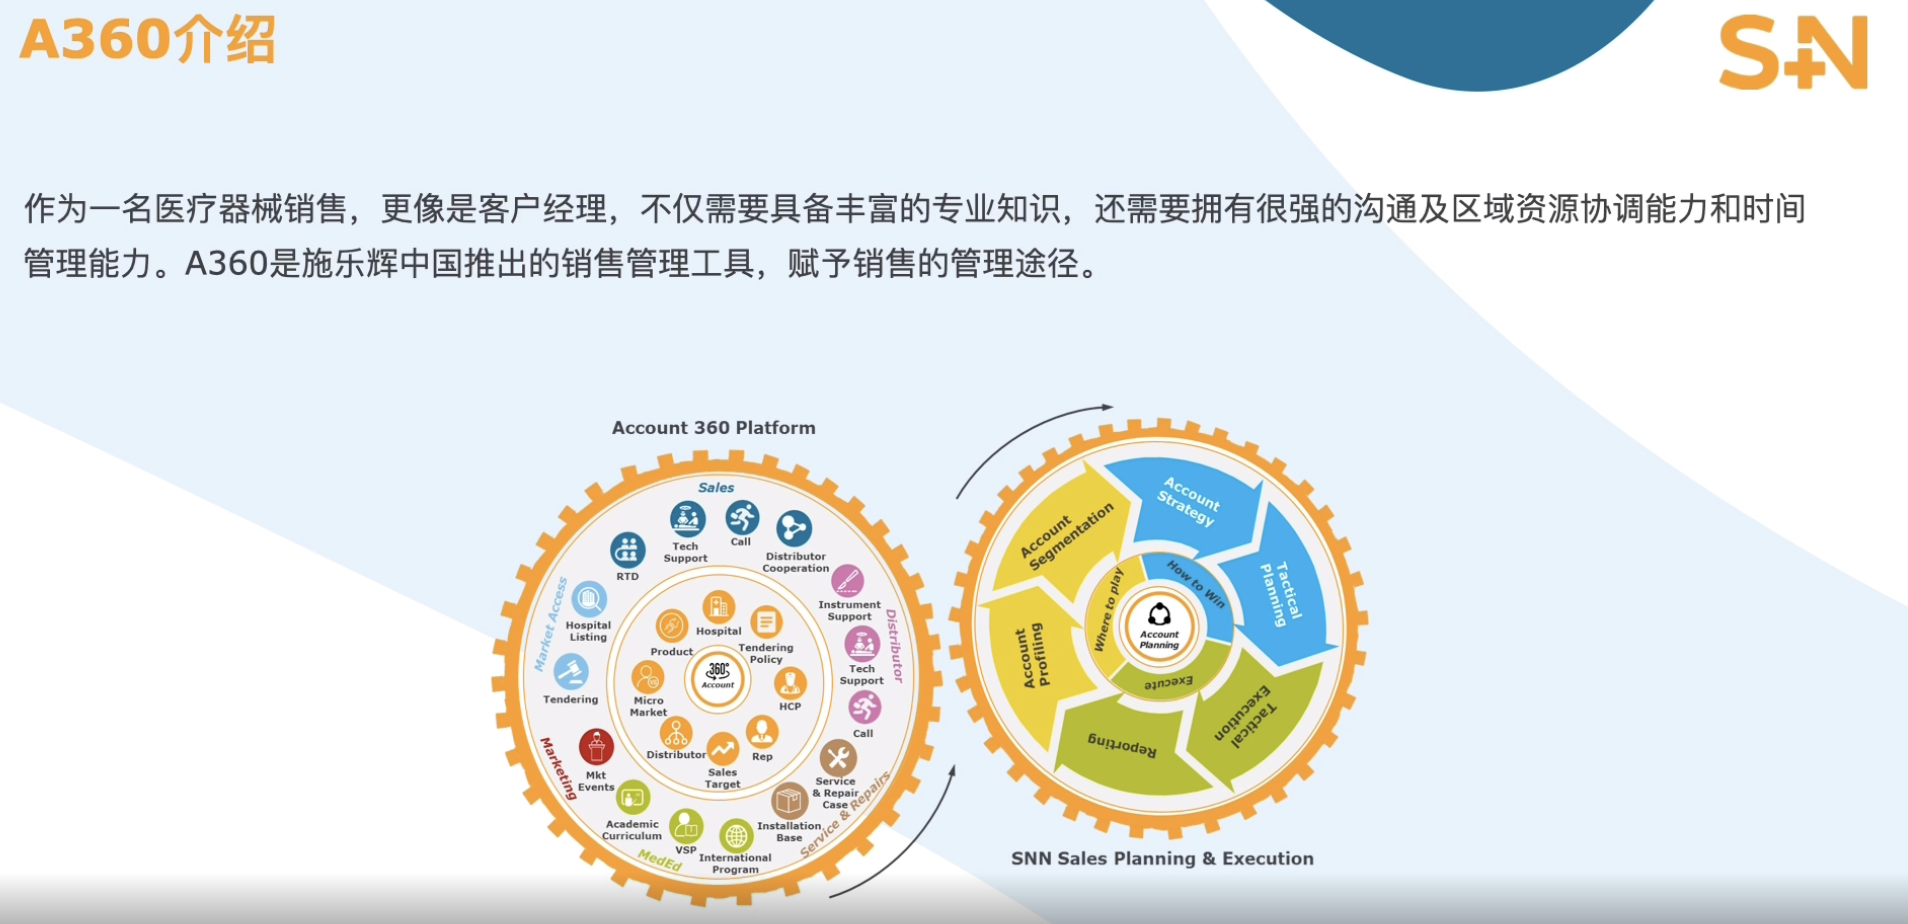 A360介绍
S+N
作为一名医疗器械销售，更像是客户经理，不仅需要具备丰富的专业知识，还需要拥有很强的沟通及区域资源协调能力和时间
管理能力。A360是施乐辉中国推出的销售管理工具，赋予销售的管理途径。
Account 360 Platform
Sales
RTD
Tech
Support
Call
Distributor
Cooperation
Market Access
Hospital
Listing
Tendering
Distributor
Instrument
Support
Tech
Support
Call
Marketing
Mkt
Events
MedEd
Academic
Curriculum
VSP
International
Program
Service & Repairs
Installation
Base
Service
& Repair
Case
Product
Hospital
Tendering
Policy
Micro
Market
HCP
Distributor
Sales
Target
Rep
360°
Account
Account
Segmentation
Account
Strategy
Tactical
Planning
Tactical
Execution
Reporting
Account
Profiling
Where to play
How to Win
Execute
Account
Planning
SNN Sales Planning & Execution